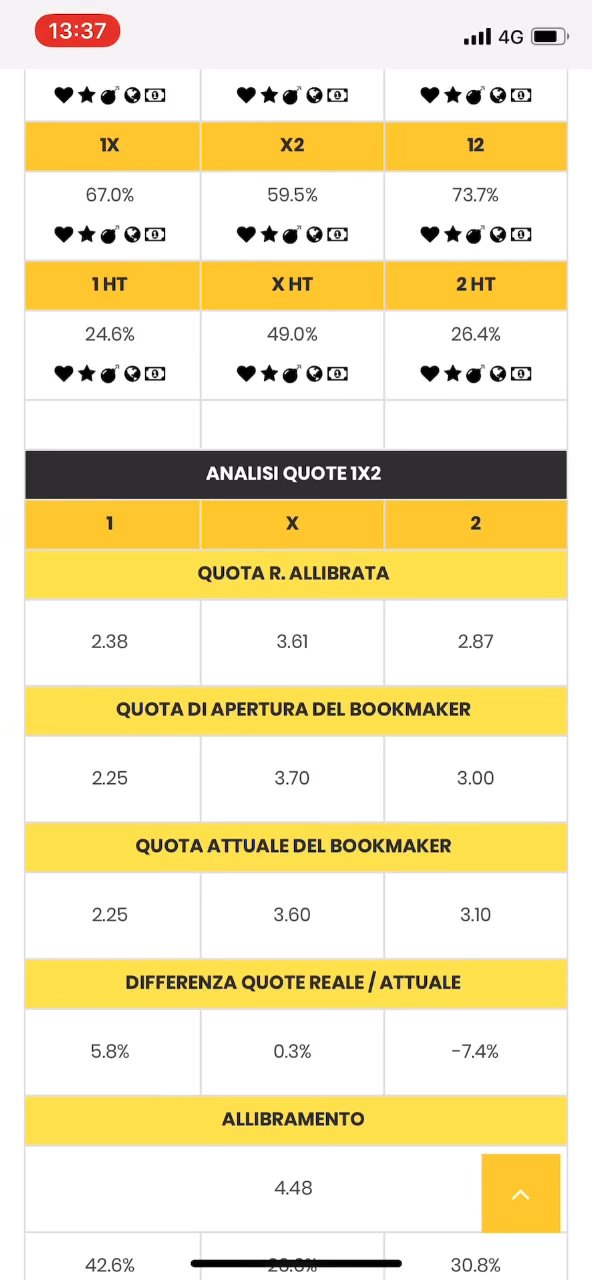 13:37 4G
1X X2 12
67.0% 59.5% 73.7%
1 HT X HT 2 HT
24.6% 49.0% 26.4%
ANALISI QUOTE 1X2
1 X 2
QUOTA R. ALLIBRATA
2.38 3.61 2.87
QUOTA DI APERTURA DEL BOOKMAKER
2.25 3.70 3.00
QUOTA ATTUALE DEL BOOKMAKER
2.25 3.60 3.10
DIFFERENZA QUOTE REALE / ATTUALE
5.8% 0.3% -7.4%
ALLIBRAMENTO
4.48
42.6% 30.8%